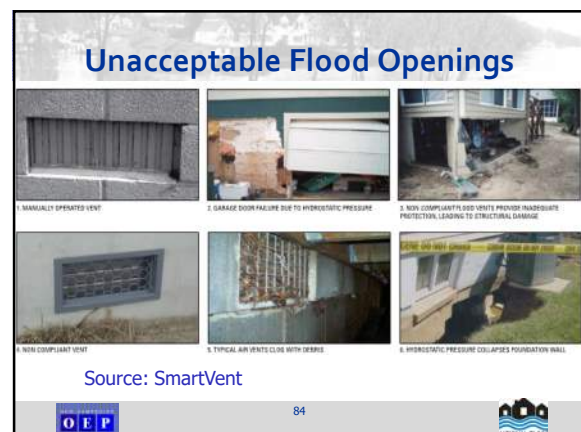 Unacceptable Flood Openings
1. MANUALLY OPERATED VENT
2. GARAGE DOOR FAILURE DUE TO HYDROSTATIC PRESSURE
3. NON COMPLIANT FLOOD VENTS PROVIDE INADEQUATE
PROTECTION, LEADING TO STRUCTURAL DAMAGE
4. NON COMPLIANT VENT
5. TYPICAL AIR VENTS CLOG WITH DEBRIS
6. HYDROSTATIC PRESSURE COLLAPSES FOUNDATION WALL
Source: SmartVent
84
NEW HAMPSHIRE
OEP